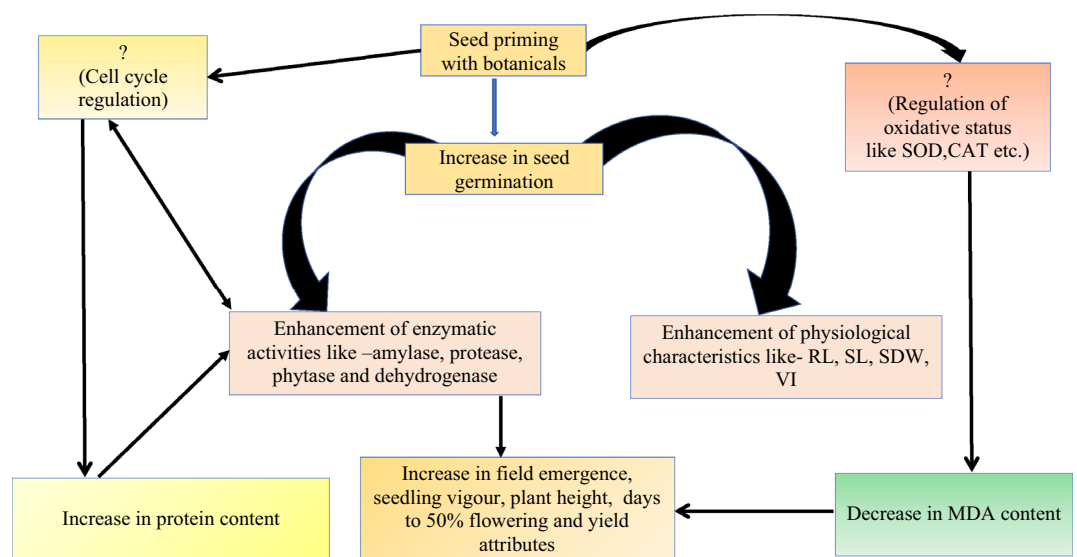 Seed priming
with botanicals
?
(Cell cycle
regulation)
?
(Regulation of
oxidative status
like SOD,CAT etc.)
Increase in seed
germination
Enhancement of enzymatic
activities like –amylase, protease,
phytase and dehydrogenase
Enhancement of physiological
characteristics like- RL, SL, SDW,
VI
Increase in protein content
Increase in field emergence,
seedling vigour, plant height, days
to 50% flowering and yield
attributes
Decrease in MDA content